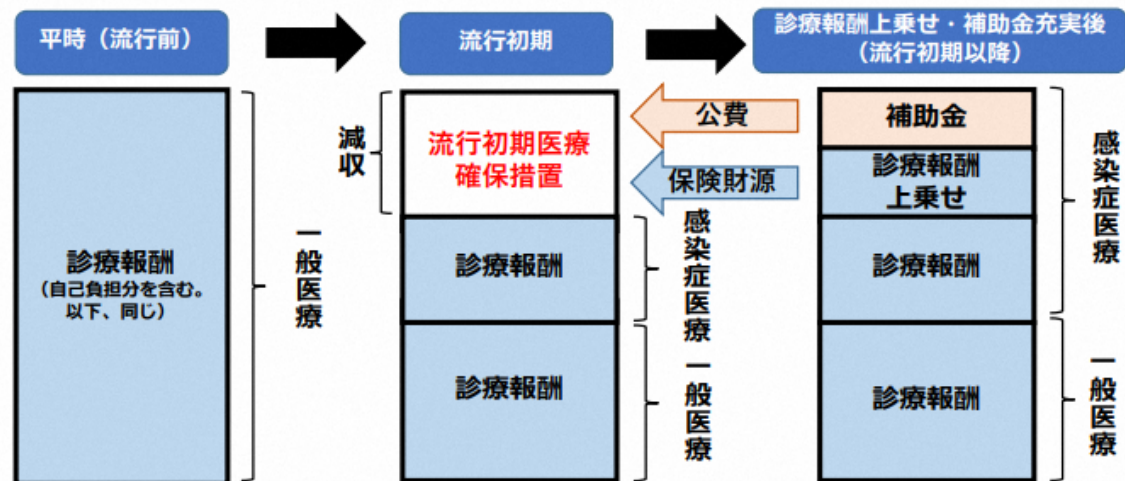 平時（流行前）
流行初期
診療報酬上乗せ・補助金充実後
（流行初期以降）
診療報酬
（自己負担分を含む。
以下、同じ）
一般医療
減収
流行初期医療
確保措置
診療報酬
診療報酬
感染症医療
一般医療
公費
保険財源
補助金
診療報酬
上乗せ
診療報酬
診療報酬
感染症医療
一般医療